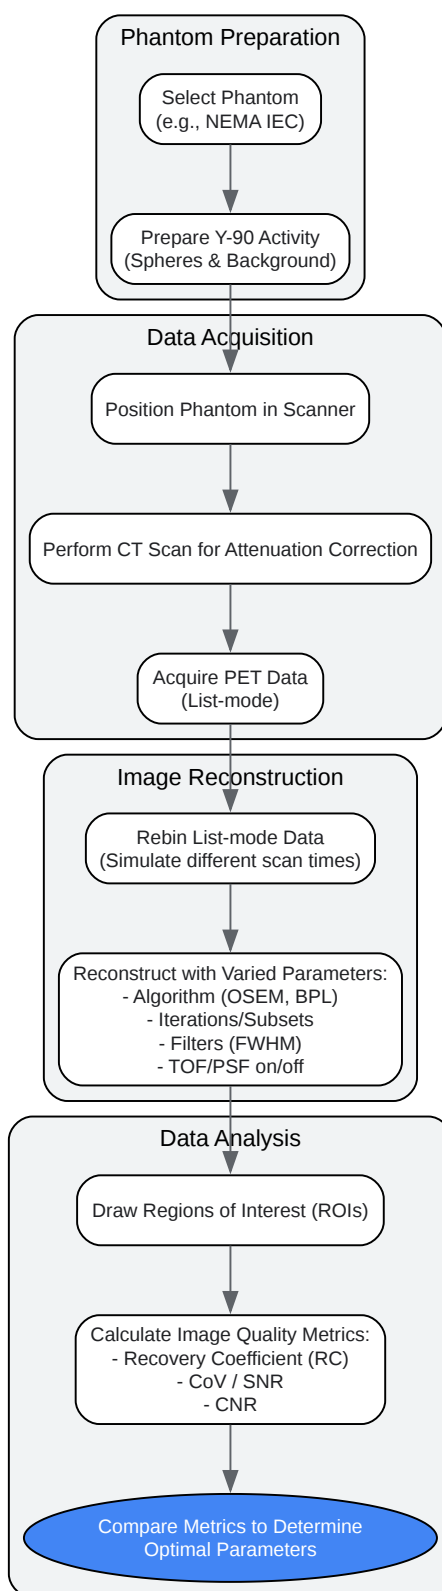 Phantom Preparation
Select Phantom
(e.g., NEMA IEC)
Prepare Y-90 Activity
(Spheres & Background)
Data Acquisition
Position Phantom in Scanner
Perform CT Scan for Attenuation Correction
Acquire PET Data
(List-mode)
Image Reconstruction
Rebin List-mode Data
(Simulate different scan times)
Reconstruct with Varied Parameters:
- Algorithm (OSEM, BPL)
- Iterations/Subsets
- Filters (FWHM)
- TOF/PSF on/off
Data Analysis
Draw Regions of Interest (ROIs)
Calculate Image Quality Metrics:
- Recovery Coefficient (RC)
- CoV / SNR
- CNR
Compare Metrics to Determine
Optimal Parameters